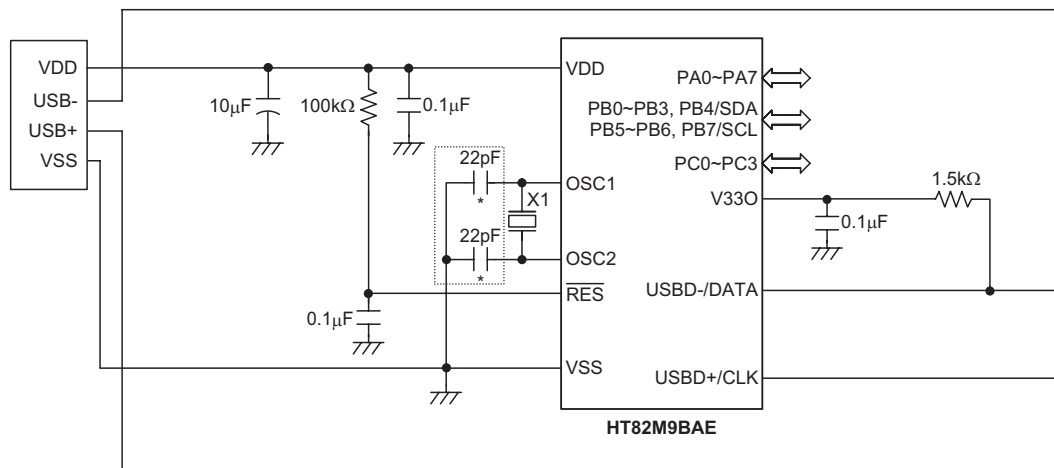 VDD
USB-
USB+
VSS
10μF
100kΩ
0.1μF
22pF
*
X1
22pF
*
0.1μF
VDD
OSC1
OSC2
RES
VSS
PA0~PA7
PB0~PB3, PB4/SDA
PB5~PB6, PB7/SCL
PC0~PC3
V33O
USBD-/DATA
USBD+/CLK
0.1μF
1.5kΩ
HT82M9BAE